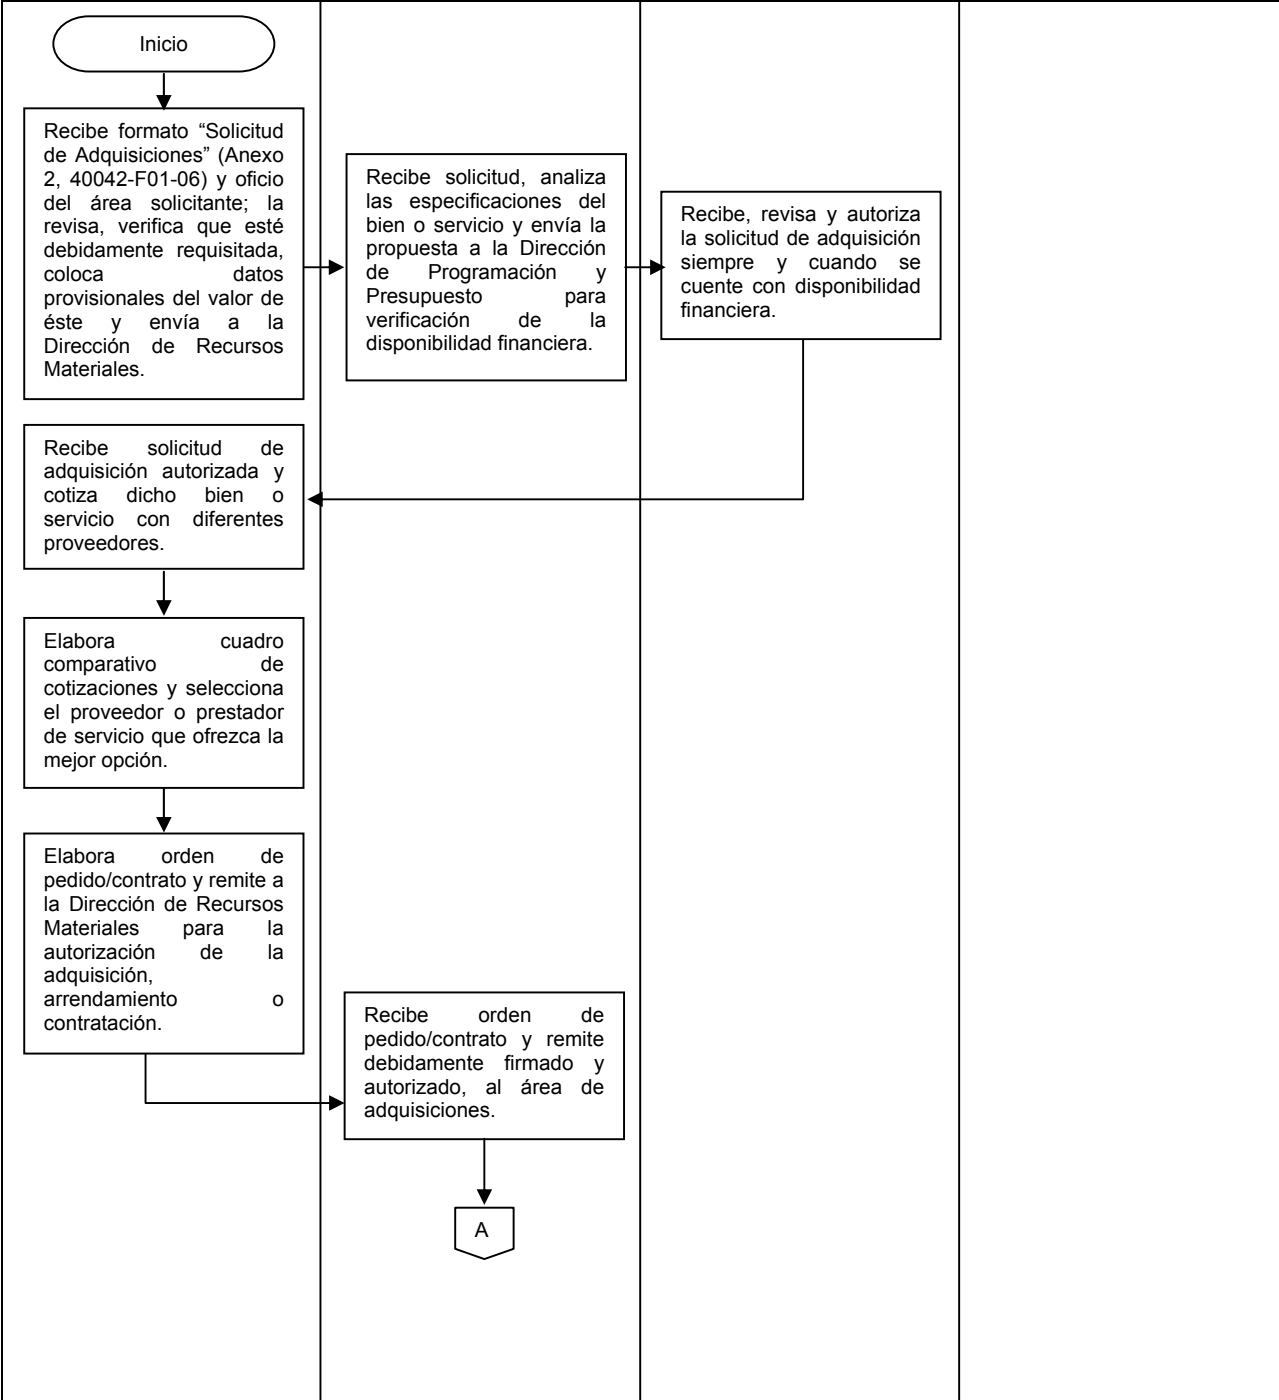 Inicio
Recibe formato “Solicitud
de Adquisiciones” (Anexo
2, 40042-F01-06) y oficio
del área solicitante; la
revisa, verifica que esté
debidamente requisitada,
coloca datos
provisionales del valor de
éste y envía a la
Dirección de Recursos
Materiales.
Recibe solicitud, analiza
las especificaciones del
bien o servicio y envía la
propuesta a la Dirección
de Programación y
Presupuesto para
verificación de la
disponibilidad financiera.
Recibe, revisa y autoriza
la solicitud de adquisición
siempre y cuando se
cuente con disponibilidad
financiera.
Recibe solicitud de
adquisición autorizada y
cotiza dicho bien o
servicio con diferentes
proveedores.
Elabora cuadro
comparativo de
cotizaciones y selecciona
el proveedor o prestador
de servicio que ofrezca la
mejor opción.
Elabora orden de
pedido/contrato y remite a
la Dirección de Recursos
Materiales para la
autorización de la
adquisición,
arrendamiento o
contratación.
Recibe orden de
pedido/contrato y remite
debidamente firmado y
autorizado, al área de
adquisiciones.
A